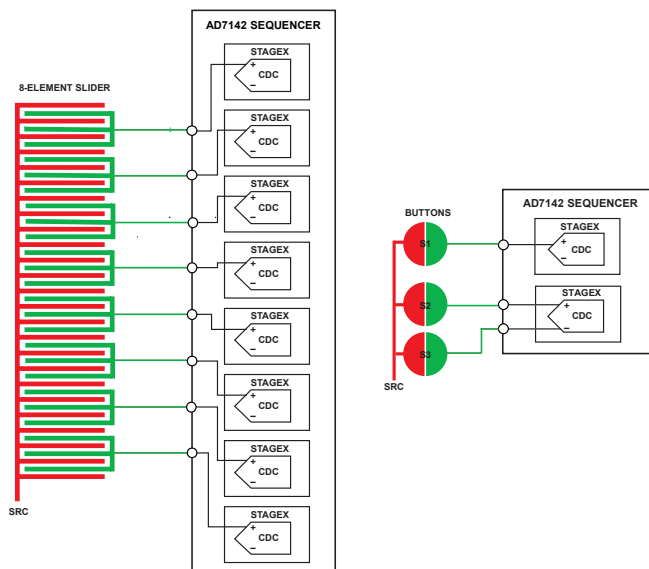 AD7142 SEQUENCER
8-ELEMENT SLIDER
STAGEX
+
CDC
–
STAGEX
+
CDC
–
STAGEX
+
CDC
–
STAGEX
+
CDC
–
STAGEX
+
CDC
–
STAGEX
+
CDC
–
STAGEX
+
CDC
–
STAGEX
+
CDC
–
SRC
BUTTONS
S1
S2
S3
SRC
AD7142 SEQUENCER
STAGEX
+
CDC
–
STAGEX
+
CDC
–